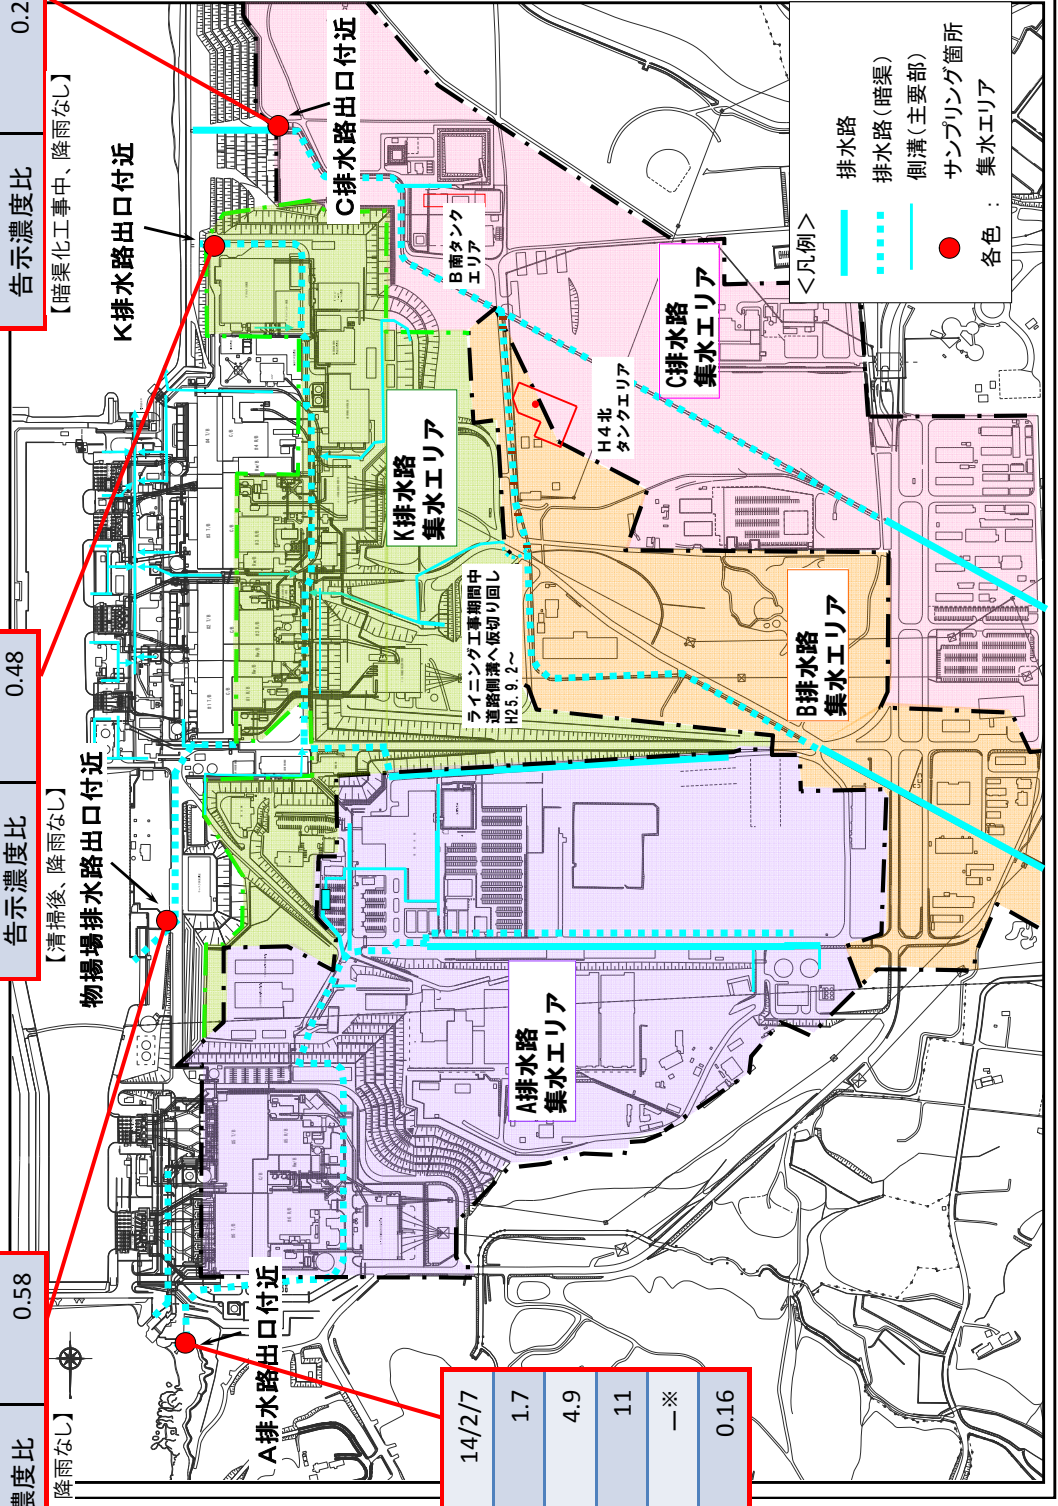 濃度比 0.58
降雨なし】
告示濃度比 0.48
【清掃後、降雨なし】
告示濃度比 0.2
【暗渠化工事中、降雨なし】
物揚場排水路出口付近
K排水路出口付近
C排水路出口付近
A排水路出口付近
14/2/7
1.7
4.9
11
―※
0.16
K排水路
集水エリア
B南タンク
エリア
H4北
タンクエリア
C排水路
集水エリア
ライニング工事期間中
道路側溝へ仮切り回し
H25.9.2～
B排水路
集水エリア
A排水路
集水エリア
<凡例>
排水路
排水路(暗渠)
側溝(主要部)
サンプリング箇所
各色： 集水エリア